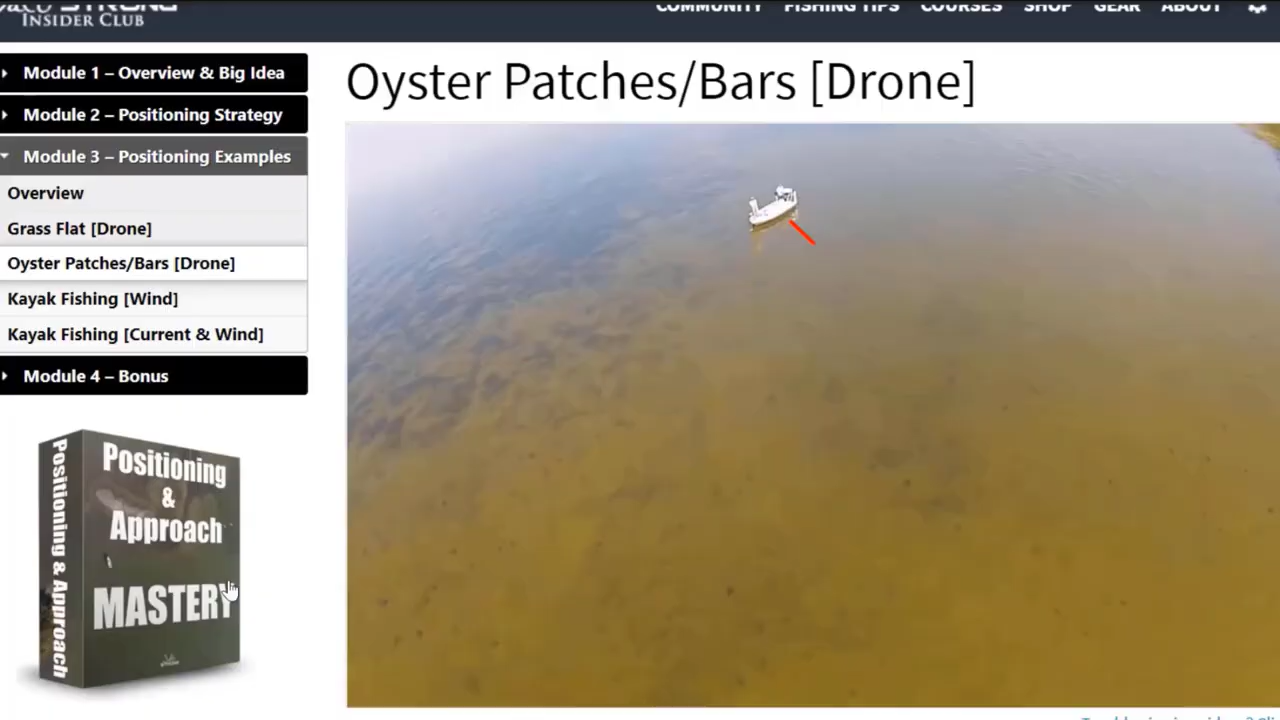 STRONG
INSIDER CLUB
COMMUNITY FISHING TIPS COURSES SHOP GEAR ABOUT
Module 1 – Overview & Big Idea
Module 2 – Positioning Strategy
Module 3 – Positioning Examples
Overview
Grass Flat [Drone]
Oyster Patches/Bars [Drone]
Kayak Fishing [Wind]
Kayak Fishing [Current & Wind]
Module 4 – Bonus
Oyster Patches/Bars [Drone]
Positioning & Approach
Positioning
&
Approach
MASTERY